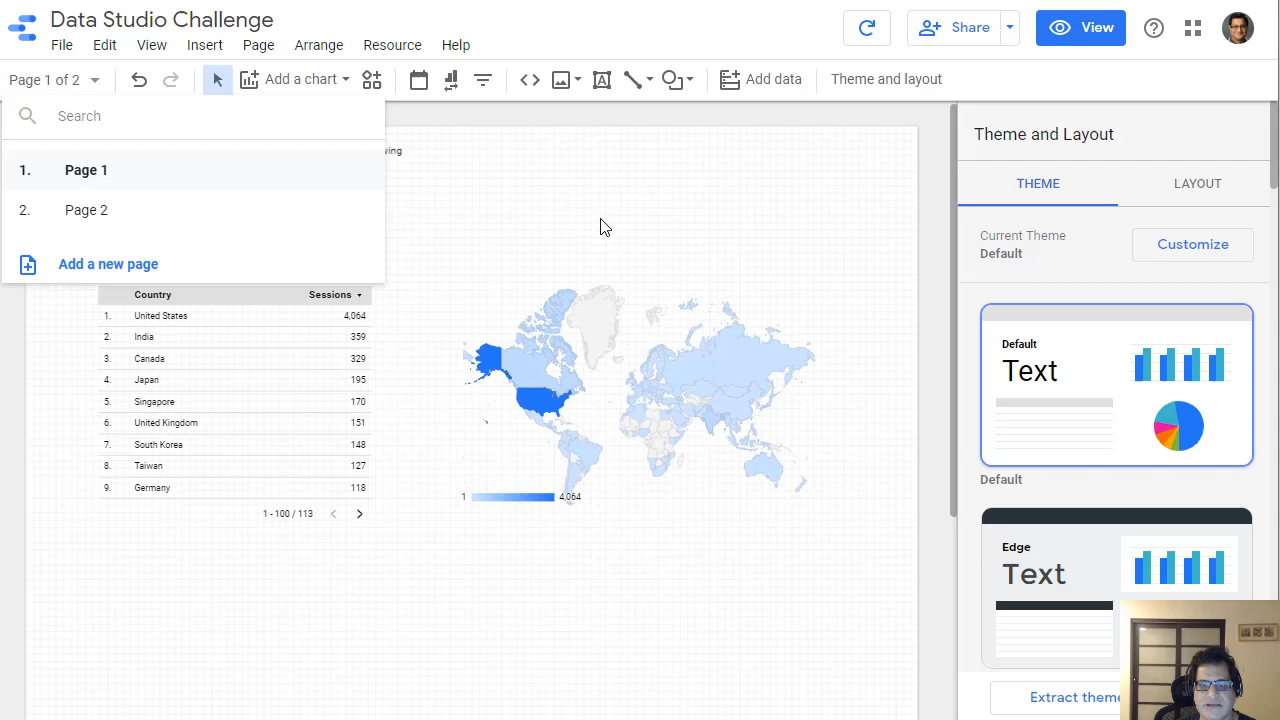 Data Studio Challenge
File Edit View Insert Page Arrange Resource Help
Share
View
Page 1 of 2
Add a chart
Add data
Theme and layout
Search
1. Page 1
2. Page 2
Add a new page
Country Sessions
1. United States 4,064
2. India 359
3. Canada 329
4. Japan 195
5. Singapore 170
6. United Kingdom 151
7. South Korea 148
8. Taiwan 127
9. Germany 118
1 - 100 / 113
1 4,064
Theme and Layout
THEME LAYOUT
Current Theme
Default
Customize
Default
Text
Default
Edge
Text
Extract theme